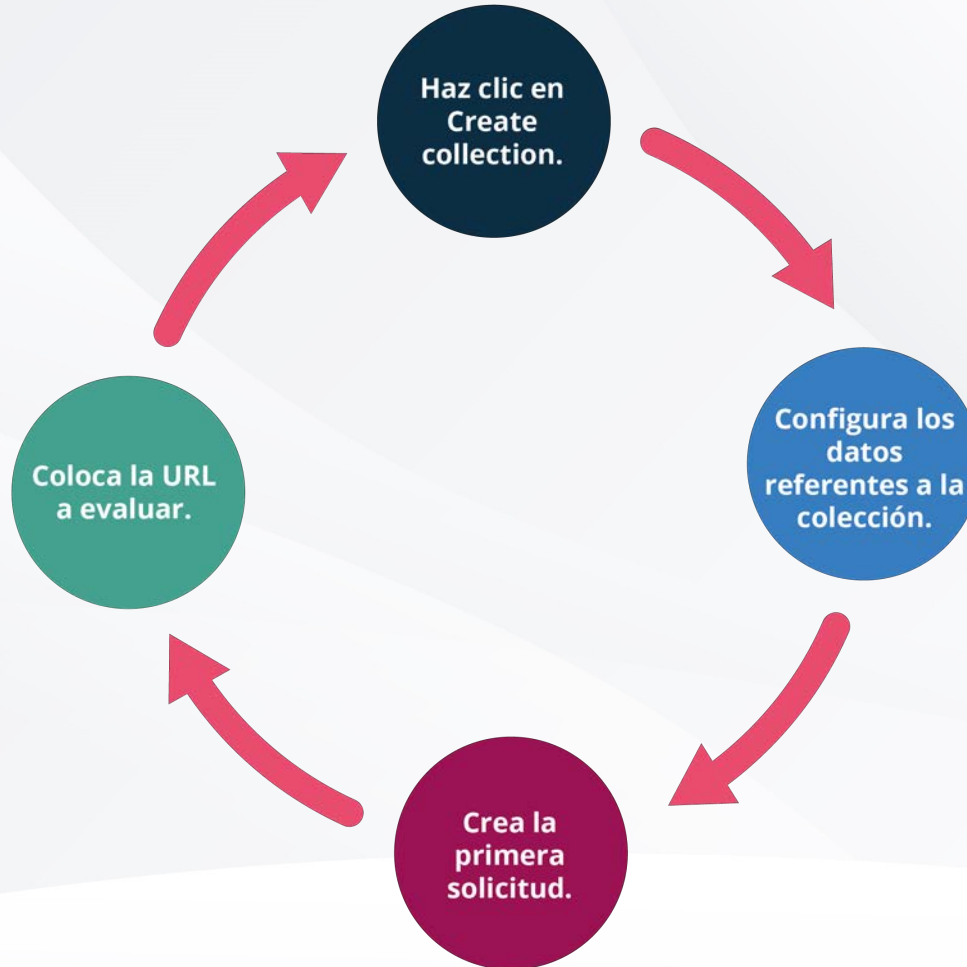 Haz clic en
Create
collection.
Configura los
datos
referentes a la
colección.
Crea la
primera
solicitud.
Coloca la URL
a evaluar.